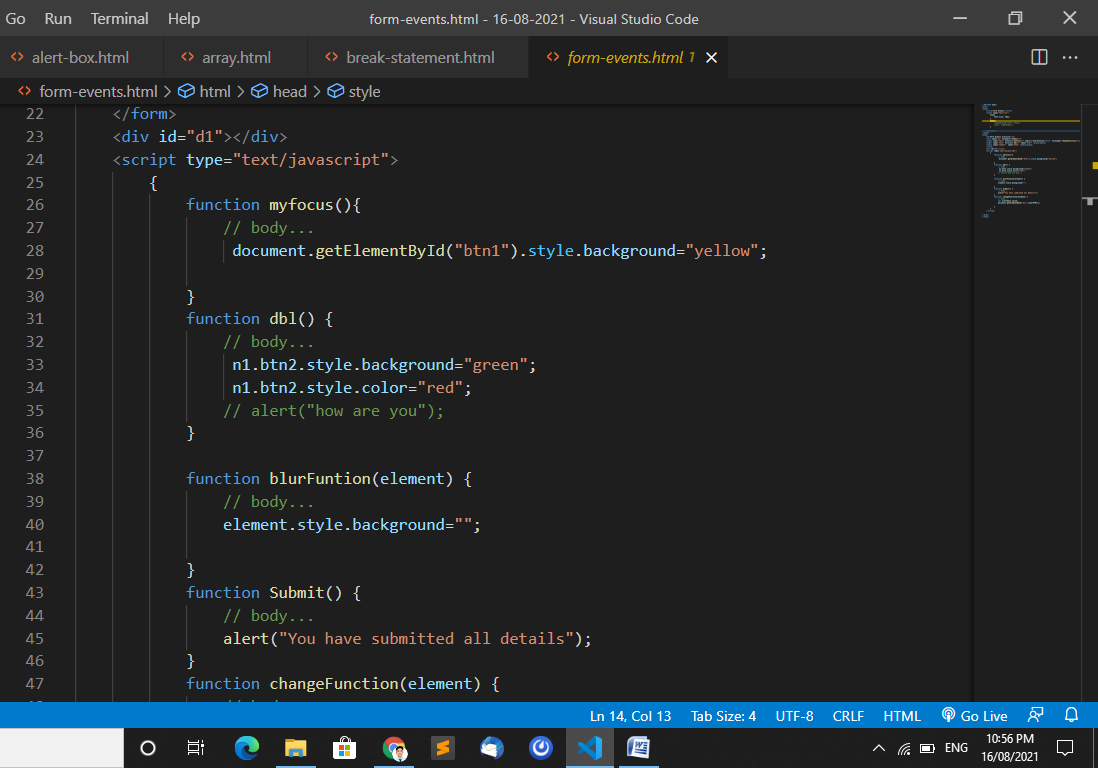 Go Run Terminal Help form-events.html - 16-08-2021 - Visual Studio Code
alert-box.html array.html break-statement.html form-events.html 1
form-events.html > html > head > style
22 </form>
23 <div id="d1"></div>
24 <script type="text/javascript">
25 {
26 function myfocus(){
27 // body...
28 document.getElementById("btn1").style.background="yellow";
29
30 }
31 function dbl() {
32 // body...
33 n1.btn2.style.background="green";
34 n1.btn2.style.color="red";
35 // alert("how are you");
36 }
37
38 function blurFuntion(element) {
39 // body...
40 element.style.background="";
41
42 }
43 function Submit() {
44 // body...
45 alert("You have submitted all details");
46 }
47 function changeFunction(element) {
Ln 14, Col 13 Tab Size: 4 UTF-8 CRLF HTML Go Live
ENG 10:56 PM
16/08/2021